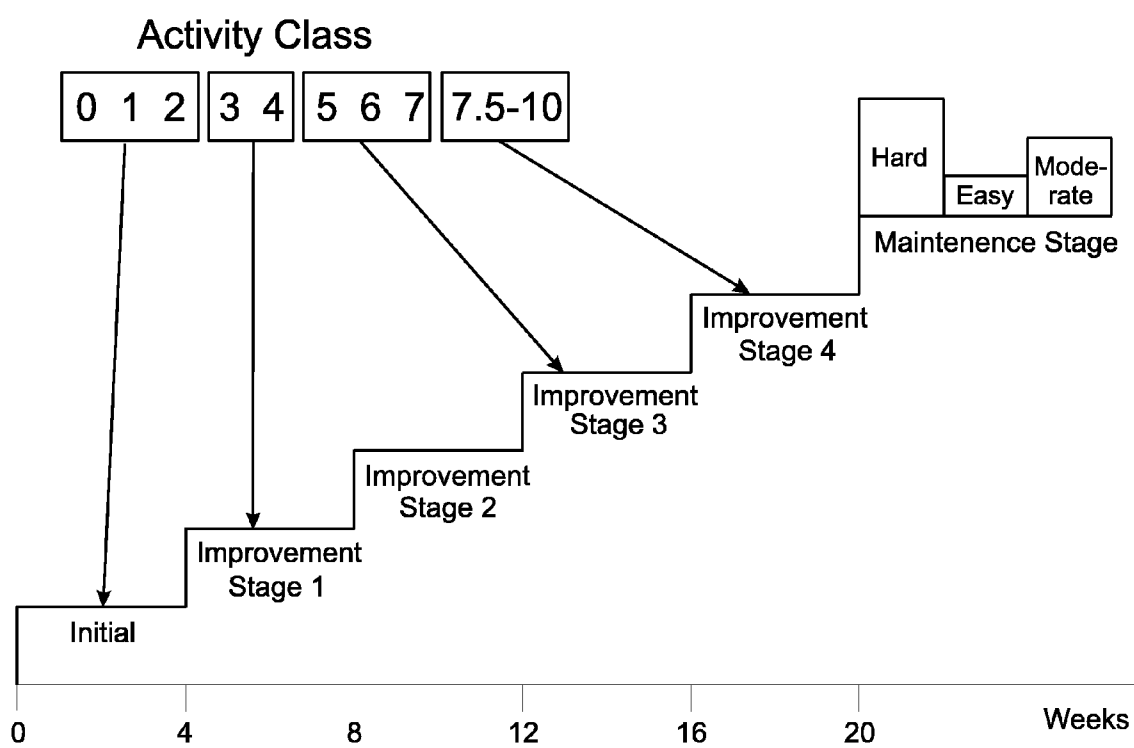 Activity Class
0 1 2 3 4 5 6 7 7.5-10
Hard
Easy
Mode-
rate
Maintenence Stage
Improvement
Stage 4
Improvement
Stage 3
Improvement
Stage 2
Improvement
Stage 1
Initial
0 4 8 12 16 20 Weeks